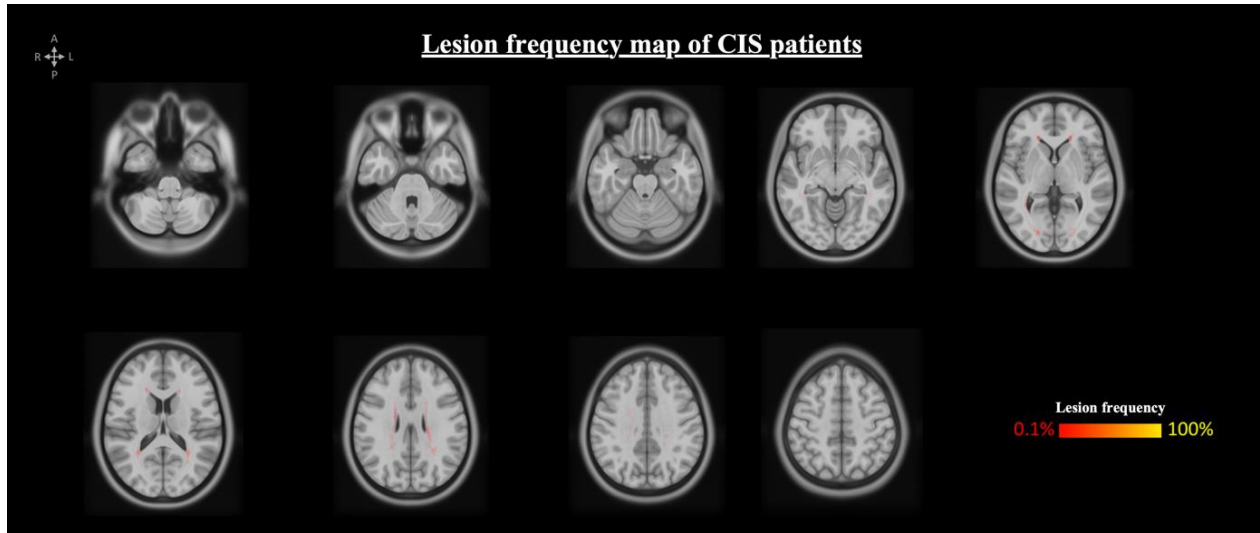 Lesion frequency map of CIS patients
A
R L
P
Lesion frequency
0.1% 100%